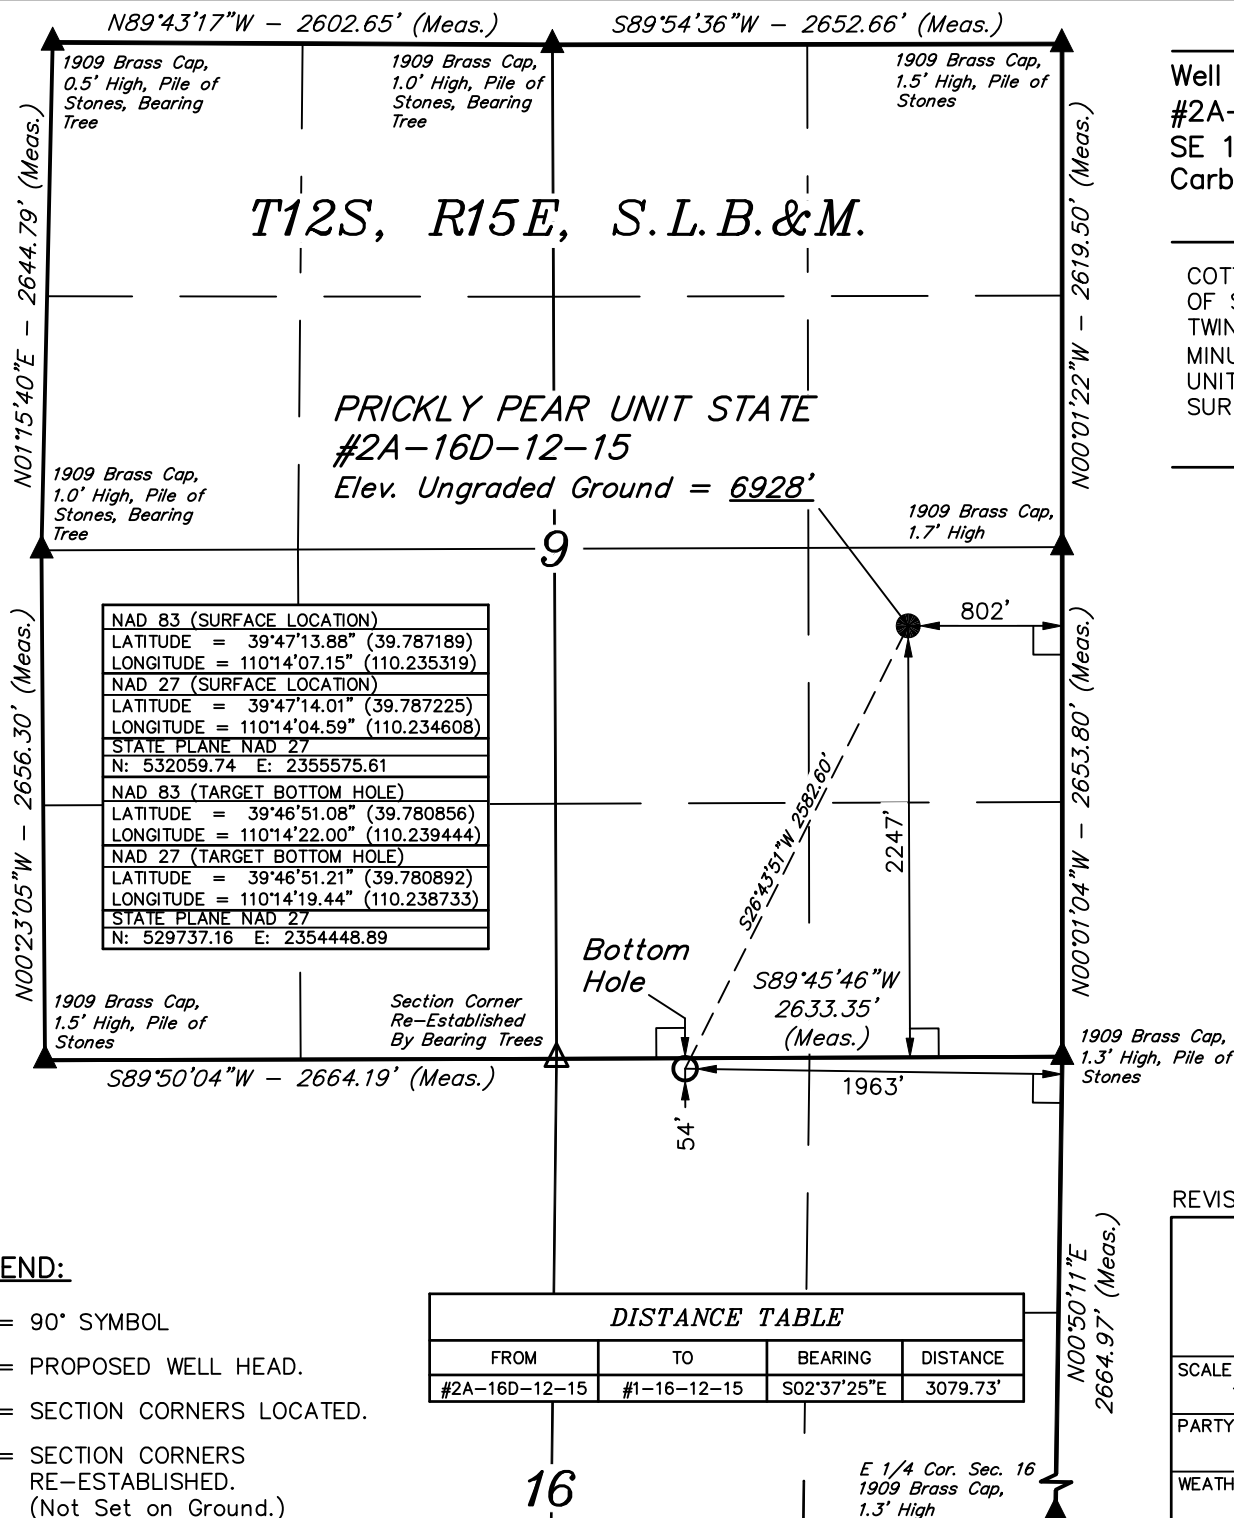 N89°43'17"W - 2602.65' (Meas.)
S89°54'36"W - 2652.66' (Meas.)
1909 Brass Cap,
0.5' High, Pile of
Stones, Bearing
Tree
1909 Brass Cap,
1.0' High, Pile of
Stones, Bearing
Tree
1909 Brass Cap,
1.5' High, Pile of
Stones
Well
#2A-
SE 1
Carb
N01°15'40"E - 2644.79' (Meas.)
N00°01'22"W - 2619.50' (Meas.)
T12S, R15E, S.L.B.&M.
COT
OF S
TWIN
MINU
UNIT
SUR
PRICKLY PEAR UNIT STATE
#2A-16D-12-15
Elev. Ungraded Ground = 6928'
1909 Brass Cap,
1.0' High, Pile of
Stones, Bearing
Tree
1909 Brass Cap,
1.7' High
9
802'
NAD 83 (SURFACE LOCATION)
LATITUDE = 39°47'13.88" (39.787189)
LONGITUDE = 110°14'07.15" (110.235319)
NAD 27 (SURFACE LOCATION)
LATITUDE = 39°47'14.01" (39.787225)
LONGITUDE = 110°14'04.59" (110.234608)
STATE PLANE NAD 27
N: 532059.74 E: 2355575.61
NAD 83 (TARGET BOTTOM HOLE)
LATITUDE = 39°46'51.08" (39.780856)
LONGITUDE = 110°14'22.00" (110.239444)
NAD 27 (TARGET BOTTOM HOLE)
LATITUDE = 39°46'51.21" (39.780892)
LONGITUDE = 110°14'19.44" (110.238733)
STATE PLANE NAD 27
N: 529737.16 E: 2354448.89
N00°23'05"W - 2656.30' (Meas.)
N00°01'04"W - 2653.80' (Meas.)
S26°43'51"W 2582.60'
2247'
Bottom
Hole
S89°45'46"W
2633.35'
(Meas.)
1909 Brass Cap,
1.5' High, Pile of
Stones
Section Corner
Re-Established
By Bearing Trees
1909 Brass Cap,
1.3' High, Pile of
Stones
S89°50'04"W - 2664.19' (Meas.)
1963'
54'
REVIS
N00°50'11"E
2664.97' (Meas.)
END:
= 90° SYMBOL
= PROPOSED WELL HEAD.
= SECTION CORNERS LOCATED.
= SECTION CORNERS
RE-ESTABLISHED.
(Not Set on Ground.)
DISTANCE TABLE
FROM TO BEARING DISTANCE
#2A-16D-12-15 #1-16-12-15 S02°37'25"E 3079.73'
SCALE
PARTY
WEATH
16
E 1/4 Cor. Sec. 16
1909 Brass Cap,
1.3' High